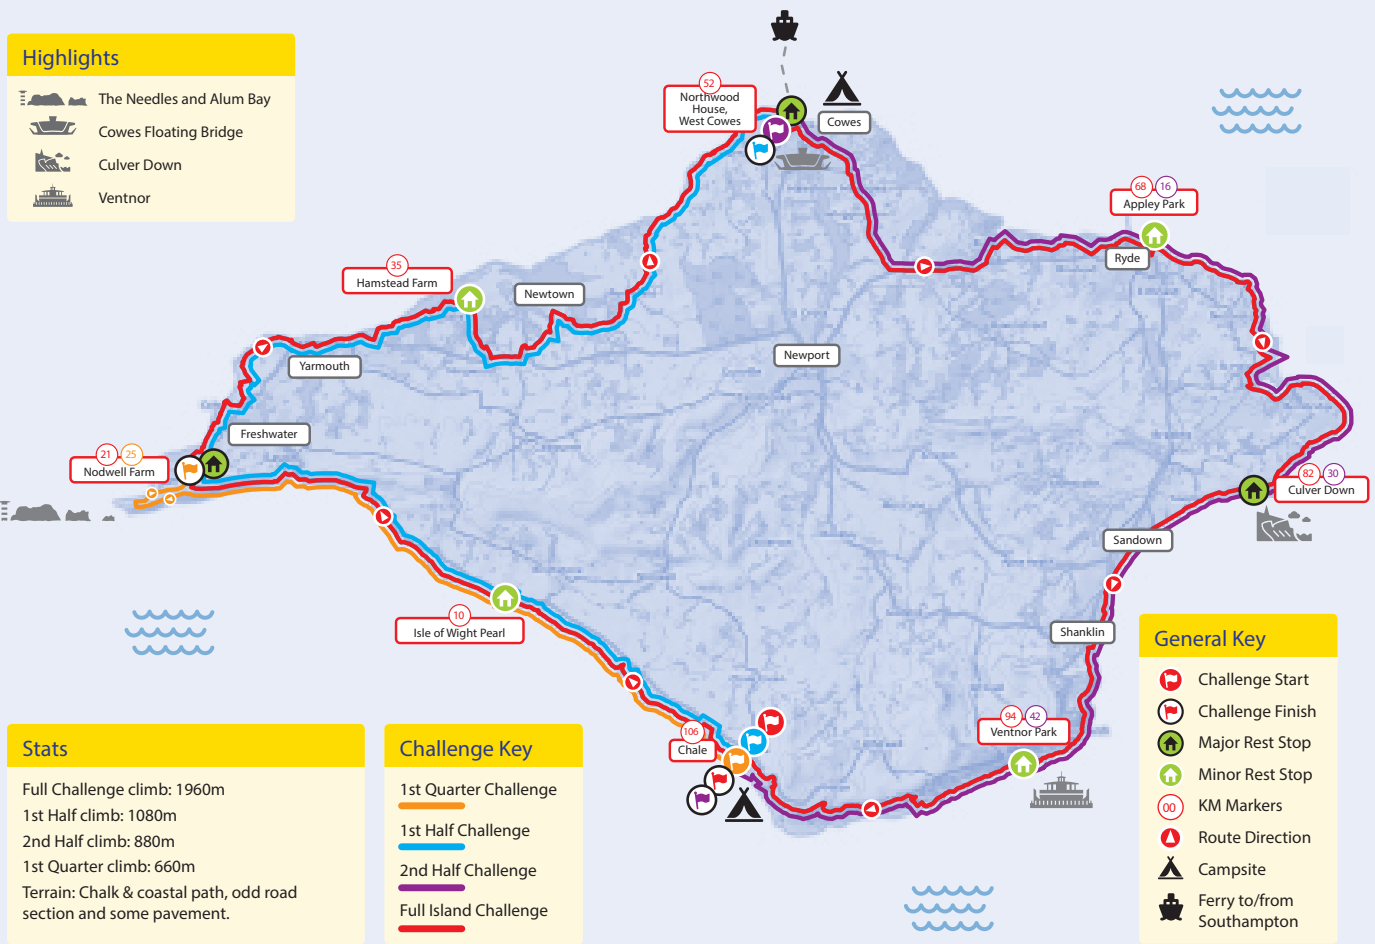 Highlights
The Needles and Alum Bay
Cowes Floating Bridge
Culver Down
Ventnor
52
Northwood
House,
West Cowes
Cowes
68 16
Appley Park
Ryde
35
Hamstead Farm
Newtown
Yarmouth
Newport
Freshwater
21 25
Nodwell Farm
82 30
Culver Down
Sandown
10
Isle of Wight Pearl
Shanklin
94 42
Ventnor Park
106
Chale
Stats
Full Challenge climb: 1960m
1st Half climb: 1080m
2nd Half climb: 880m
1st Quarter climb: 660m
Terrain: Chalk & coastal path, odd road
section and some pavement.
Challenge Key
1st Quarter Challenge
1st Half Challenge
2nd Half Challenge
Full Island Challenge
General Key
Challenge Start
Challenge Finish
Major Rest Stop
Minor Rest Stop
00 KM Markers
Route Direction
Campsite
Ferry to/from
Southampton